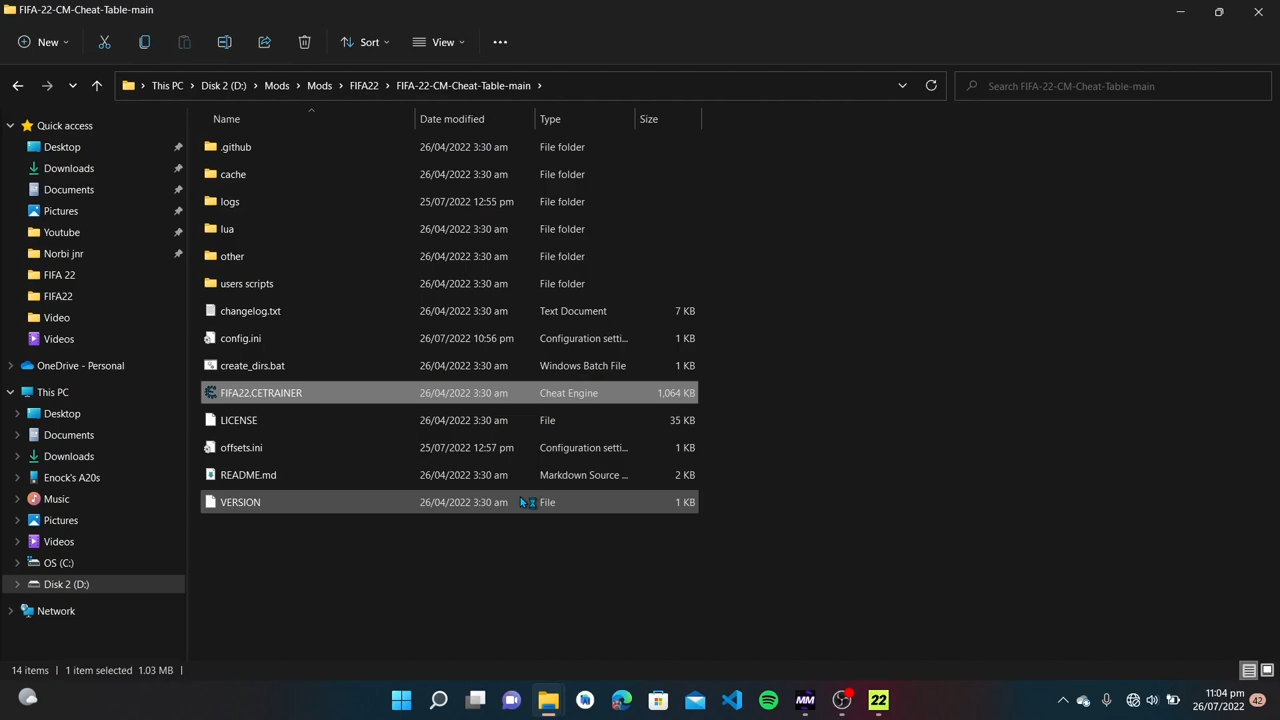 FIFA-22-CM-Cheat-Table-main
New Sort View
This PC Disk 2 (D:) Mods Mods FIFA22 FIFA-22-CM-Cheat-Table-main
Search FIFA-22-CM-Cheat-Table-main
Name Date modified Type Size
Quick access
Desktop
Downloads
Documents
Pictures
Youtube
Norbi jnr
FIFA 22
FIFA22
Video
Videos
OneDrive - Personal
This PC
Desktop
Documents
Downloads
Enock's A20s
Music
Pictures
Videos
OS (C:)
Disk 2 (D:)
Network
.github 26/04/2022 3:30 am File folder
cache 26/04/2022 3:30 am File folder
logs 25/07/2022 12:55 pm File folder
lua 26/04/2022 3:30 am File folder
other 26/04/2022 3:30 am File folder
users scripts 26/04/2022 3:30 am File folder
changelog.txt 26/04/2022 3:30 am Text Document 7 KB
config.ini 26/07/2022 10:56 pm Configuration setti... 1 KB
create_dirs.bat 26/04/2022 3:30 am Windows Batch File 1 KB
FIFA22.CETRAINER 26/04/2022 3:30 am Cheat Engine 1,064 KB
LICENSE 26/04/2022 3:30 am File 35 KB
offsets.ini 25/07/2022 12:57 pm Configuration setti... 1 KB
README.md 26/04/2022 3:30 am Markdown Source ... 2 KB
VERSION 26/04/2022 3:30 am File 1 KB
14 items 1 item selected 1.03 MB
MM 22
11:04 pm
26/07/2022
42